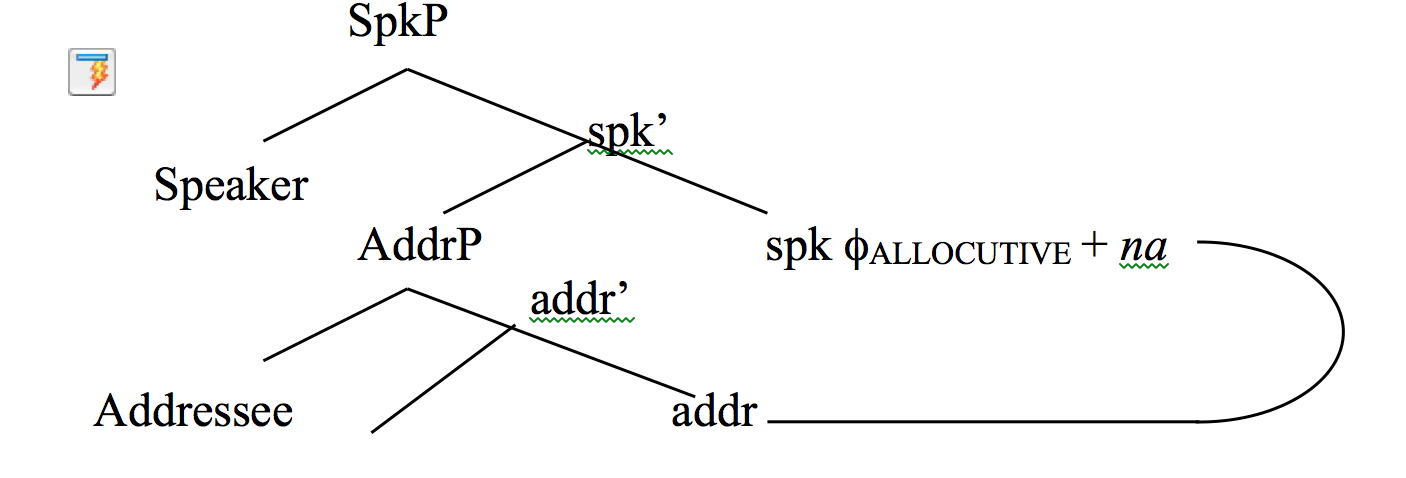 SpkP
spk’
Speaker
AddrP
spk ϕALLOCUTIVE + na
addr’
Addressee
addr